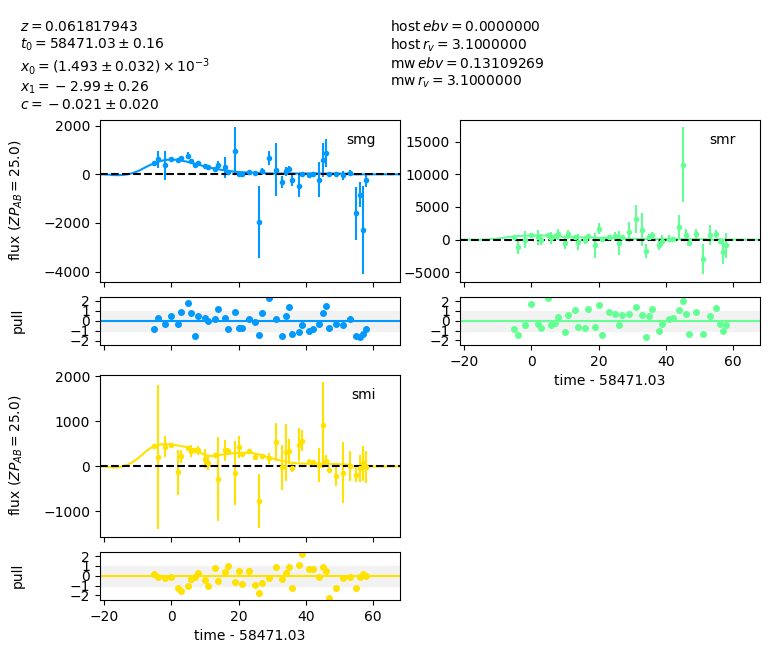 z = 0.061817943
t₀ = 58471.03 ± 0.16
x₀ = (1.493 ± 0.032) × 10⁻³
x₁ = −2.99 ± 0.26
c = −0.021 ± 0.020
host ebv = 0.0000000
host r_v = 3.1000000
mw ebv = 0.13109269
mw r_v = 3.1000000
smg
flux (ZP_AB = 25.0)
2000
0
−2000
−4000
pull
2
1
0
−1
−2
smr
15000
10000
5000
0
−5000
2
1
0
−1
−2
−20 0 20 40 60
time - 58471.03
smi
flux (ZP_AB = 25.0)
2000
1000
0
−1000
pull
2
1
0
−1
−2
−20 0 20 40 60
time - 58471.03